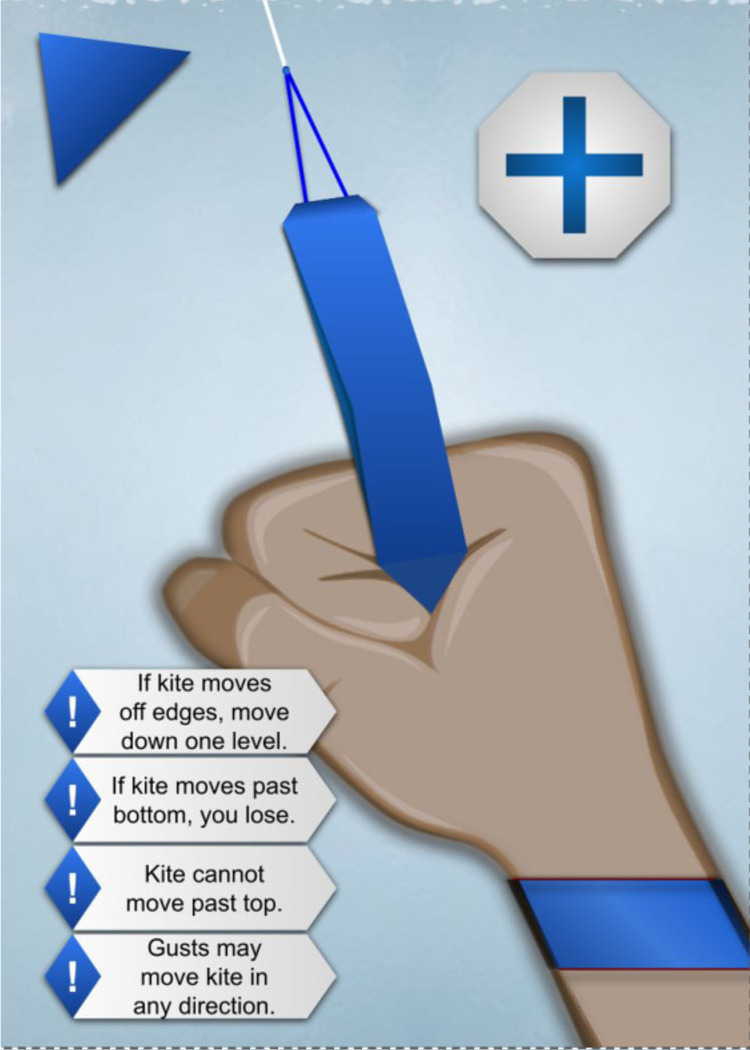 !
If kite moves
off edges, move
down one level.
!
If kite moves past
bottom, you lose.
!
Kite cannot
move past top.
!
Gusts may
move kite in
any direction.